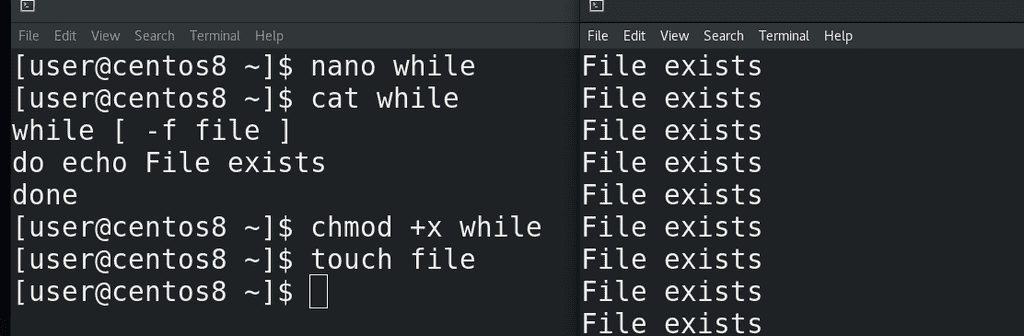 File Edit View Search Terminal Help
[user@centos8 ~]$ nano while
[user@centos8 ~]$ cat while
while [ -f file ]
do echo File exists
done
[user@centos8 ~]$ chmod +x while
[user@centos8 ~]$ touch file
[user@centos8 ~]$
File Edit View Search Terminal Help
File exists
File exists
File exists
File exists
File exists
File exists
File exists
File exists
File exists